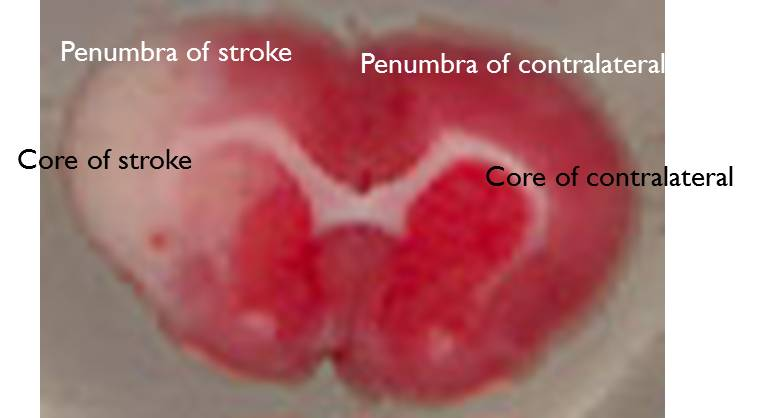 Penumbra of stroke
Penumbra of contralateral
Core of stroke
Core of contralateral